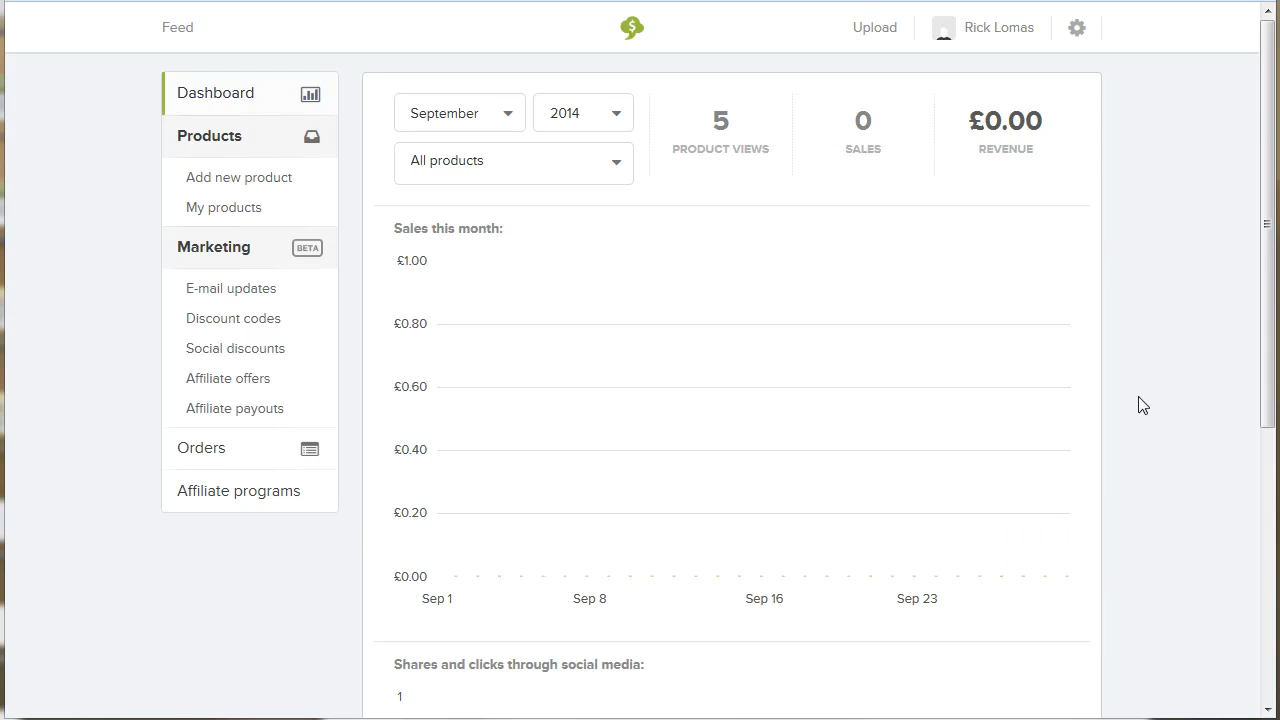 Feed
$
Upload
Rick Lomas
Dashboard
Products
Add new product
My products
Marketing
BETA
E-mail updates
Discount codes
Social discounts
Affiliate offers
Affiliate payouts
Orders
Affiliate programs
September
2014
All products
5
PRODUCT VIEWS
0
SALES
£0.00
REVENUE
Sales this month:
£1.00
£0.80
£0.60
£0.40
£0.20
£0.00
Sep 1
Sep 8
Sep 16
Sep 23
Shares and clicks through social media:
1